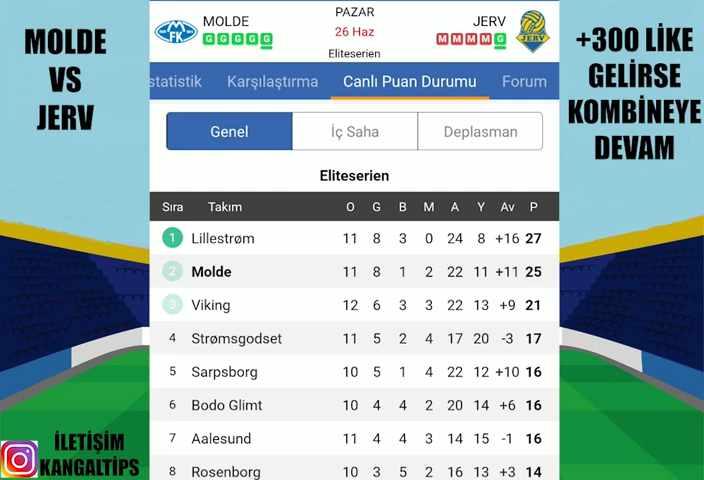 MOLDE
VS
JERV
MOLDE
G G G G G
PAZAR
26 Haz
Eliteserien
JERV
M M M M G
JERV
+300 LİKE
GELİRSE
KOMBİNEYE
DEVAM
statistik Karşılaştırma Canlı Puan Durumu Forum
Genel İç Saha Deplasman
Eliteserien
Sıra Takım O G B M A Y Av P
1 Lillestrøm 11 8 3 0 24 8 +16 27
2 Molde 11 8 1 2 22 11 +11 25
3 Viking 12 6 3 3 22 13 +9 21
4 Strømsgodset 11 5 2 4 17 20 -3 17
5 Sarpsborg 10 5 1 4 22 12 +10 16
6 Bodo Glimt 10 4 4 2 20 14 +6 16
7 Aalesund 11 4 4 3 14 15 -1 16
8 Rosenborg 10 3 5 2 16 13 +3 14
İLETİŞİM
KANGALTİPS